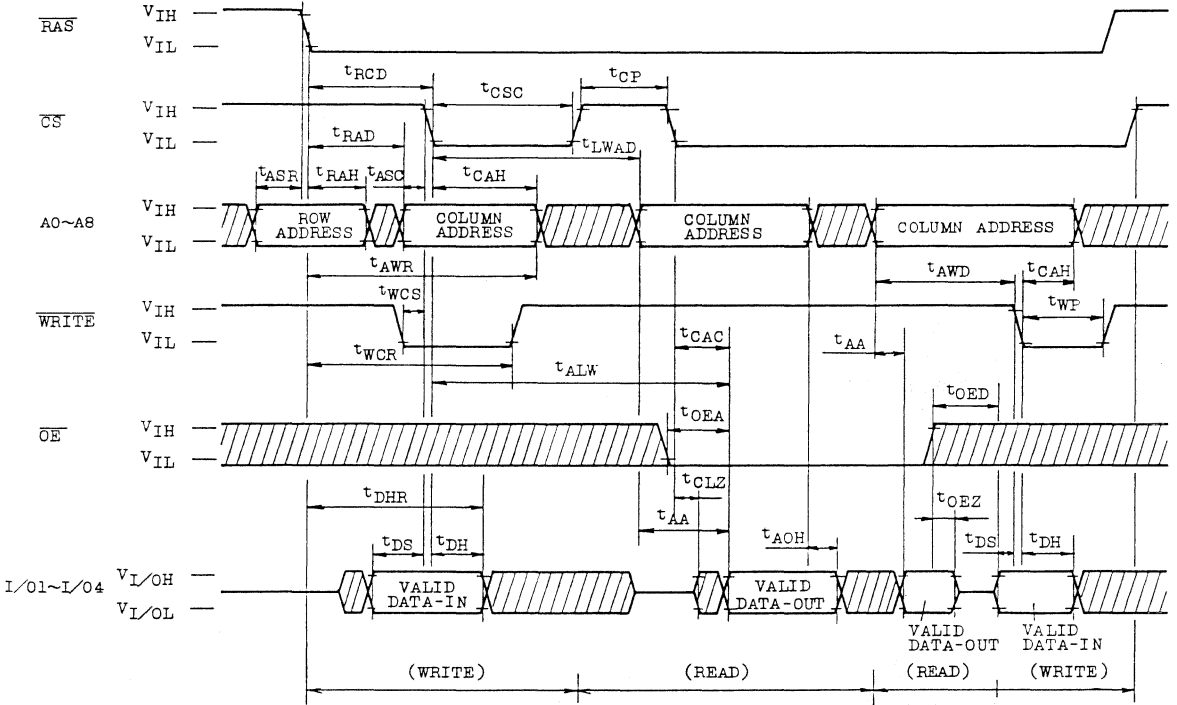 RAS
VIH
VIL
tRCD
tCSC
tCP
CS
VIH
VIL
tRAD
tLWAD
tASR
tRAH
tASC
tCAH
A0~A8
VIH
VIL
ROW
ADDRESS
COLUMN
ADDRESS
COLUMN
ADDRESS
COLUMN ADDRESS
tAWR
tAWD
tCAH
tWCS
tWP
WRITE
VIH
VIL
tWCR
tCAC
tAA
tALW
tOED
tOEA
OE
VIH
VIL
tCLZ
tDHR
tAA
tOEZ
tDS
tDH
tAOH
tDS
tDH
I/O1~I/O4
VI/OH
VI/OL
VALID
DATA-IN
VALID
DATA-OUT
VALID
DATA-OUT
VALID
DATA-IN
(WRITE)
(READ)
(READ)
(WRITE)